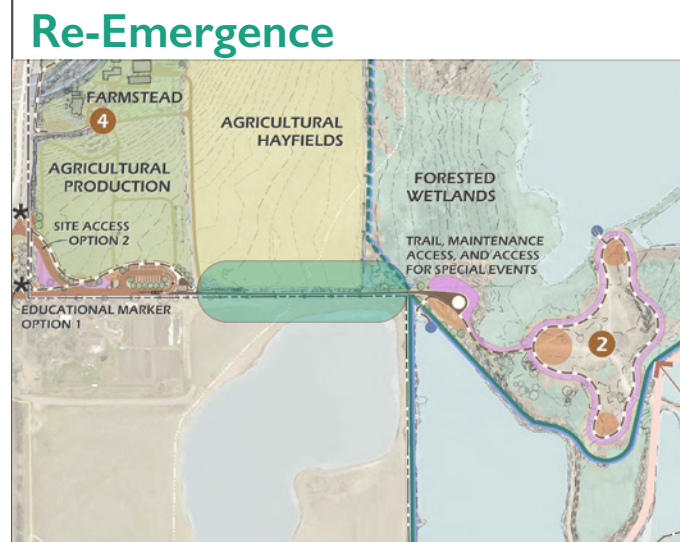 Re-Emergence
FARMSTEAD
4
AGRICULTURAL
HAYFIELDS
AGRICULTURAL
PRODUCTION
FORESTED
WETLANDS
SITE ACCESS
OPTION 2
TRAIL, MAINTENANCE
ACCESS, AND ACCESS
FOR SPECIAL EVENTS
EDUCATIONAL MARKER
OPTION 1
2